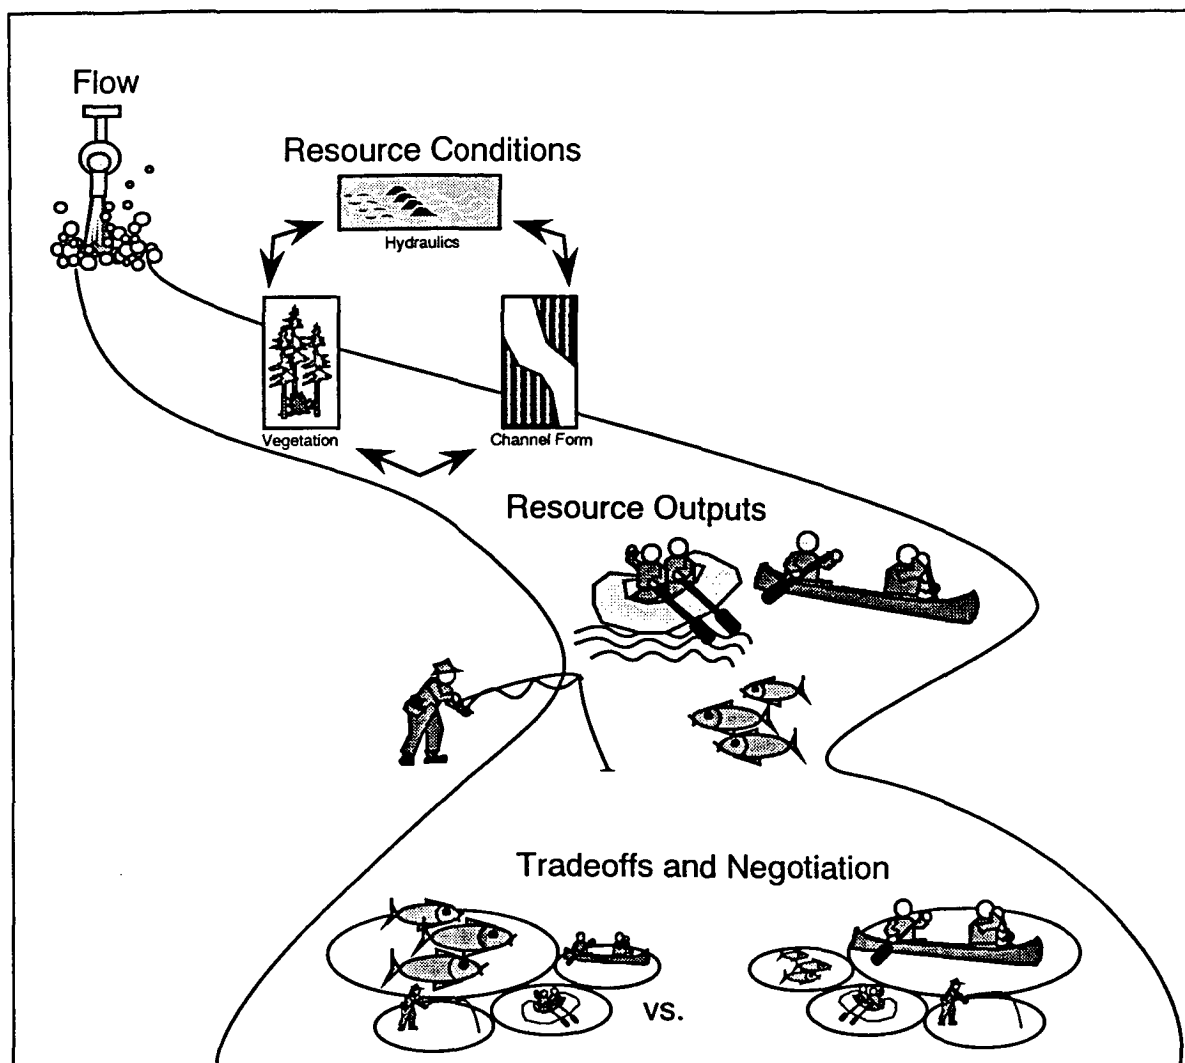 Flow
Resource Conditions
Hydraulics
Vegetation
Channel Form
Resource Outputs
Tradeoffs and Negotiation
vs.